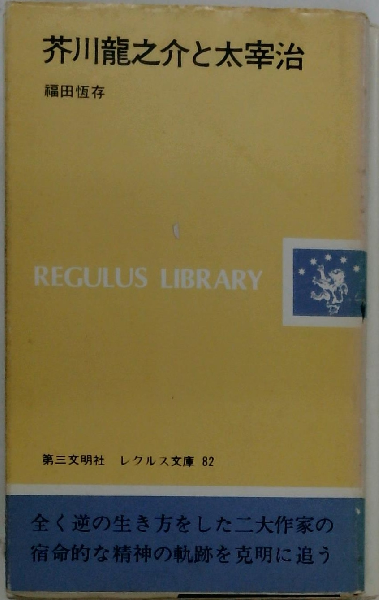 芥川龍之介と太宰治
福田恆存
REGULUS LIBRARY
第三文明社 レグルス文庫 82
全く逆の生き方をした二大作家の
宿命的な精神の軌跡を克明に追う